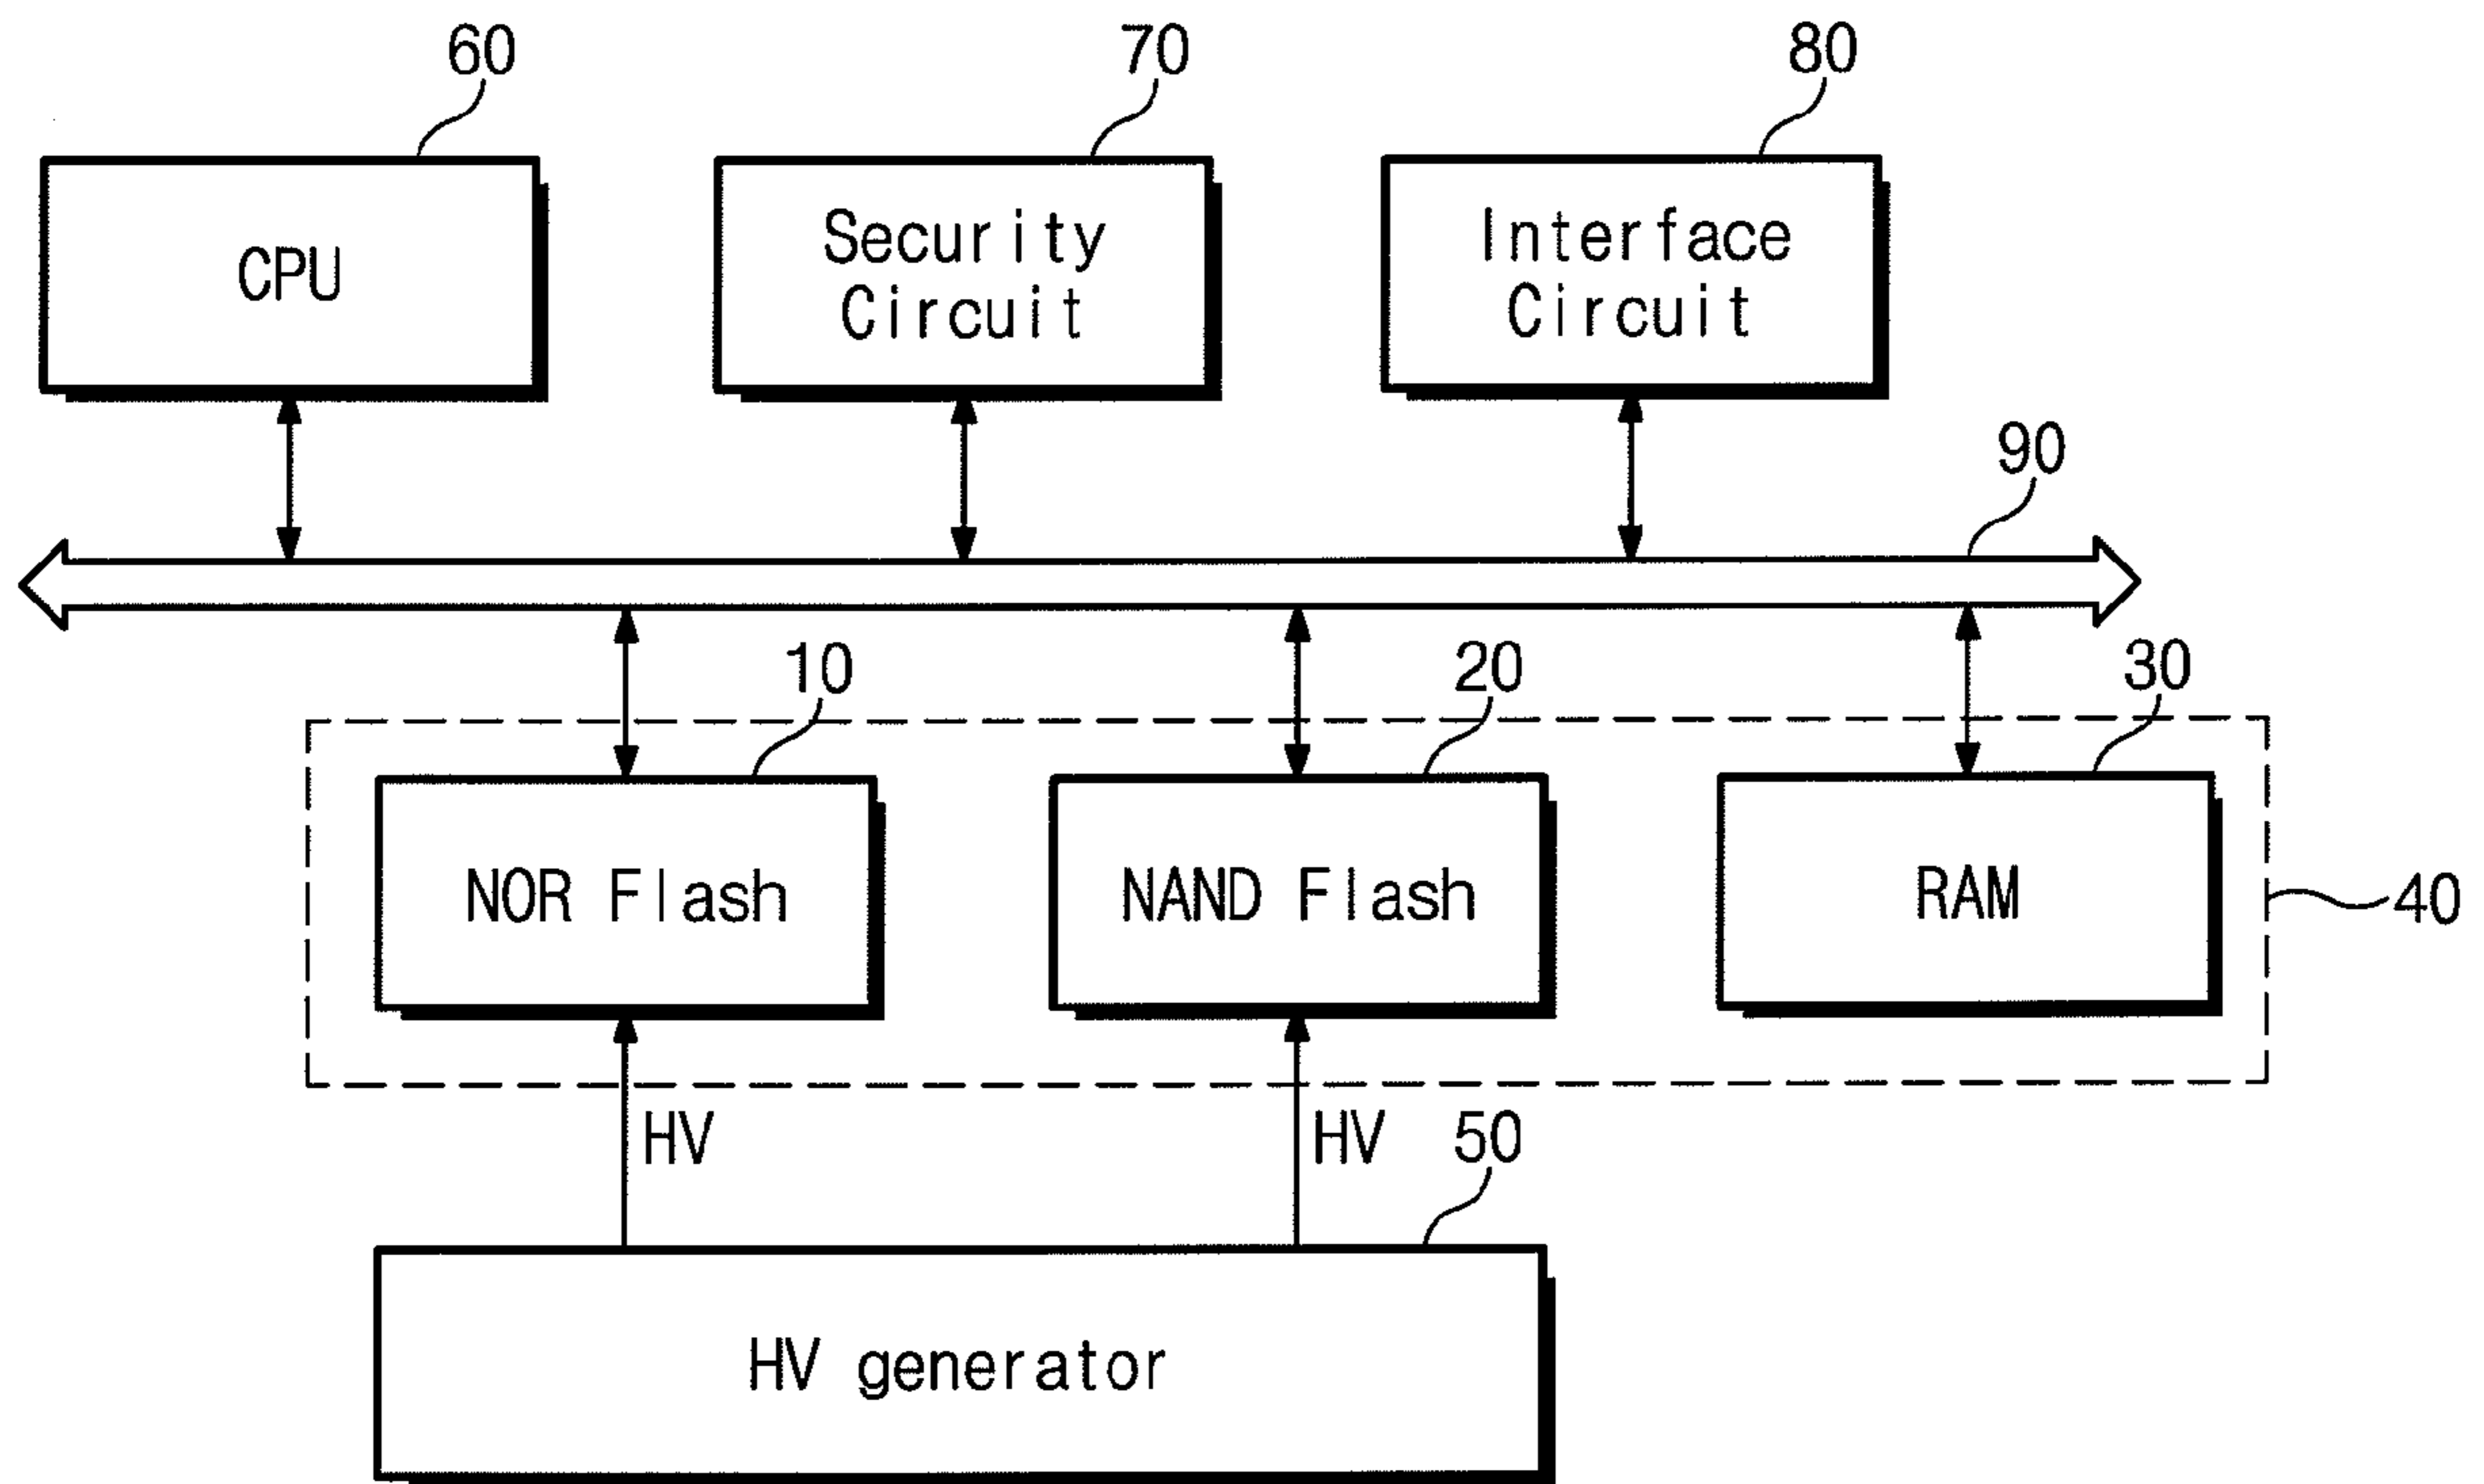 60
70
80
CPU
Security
Circuit
Interface
Circuit
90
10
20
30
NOR Flash
NAND Flash
RAM
40
HV
HV
50
HV generator